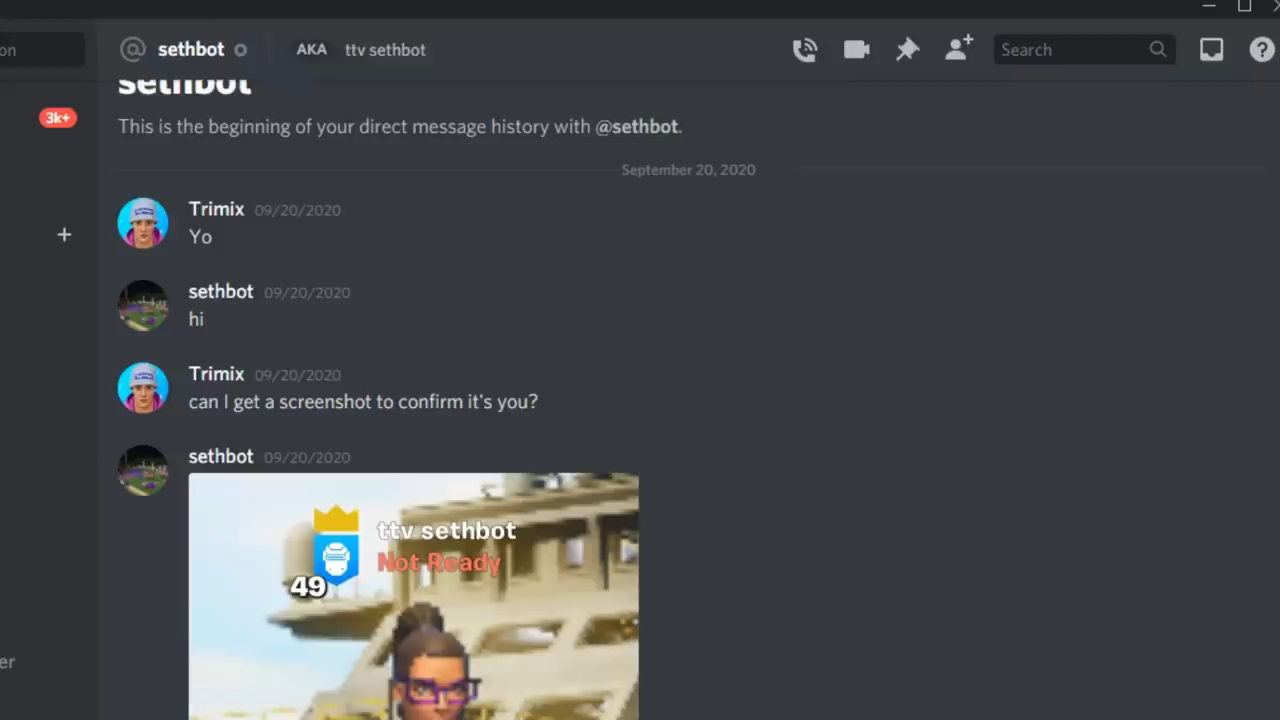 on
sethbot
AKA ttv sethbot
Search
?
sethbot
3k+
This is the beginning of your direct message history with @sethbot.
September 20, 2020
Trimix 09/20/2020
Yo
sethbot 09/20/2020
hi
Trimix 09/20/2020
can I get a screenshot to confirm it's you?
sethbot 09/20/2020
ttv sethbot
Not Ready
49
er